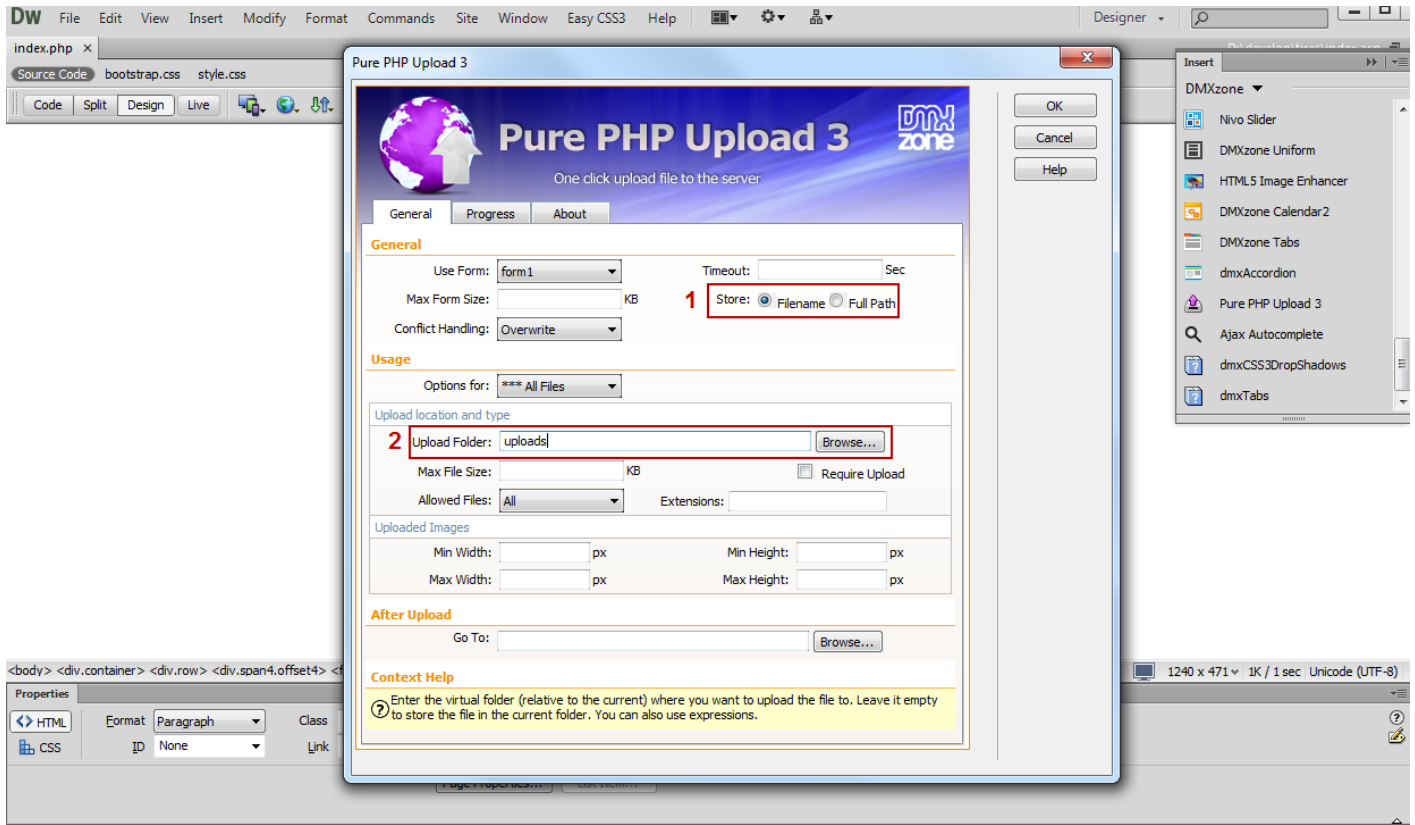 DW File Edit View Insert Modify Format Commands Site Window Easy CSS3 Help Designer
index.php ×
Source Code bootstrap.css style.css
Code Split Design Live
Pure PHP Upload 3
Pure PHP Upload 3
DMX zone
One click upload file to the server
OK
Cancel
Help
General Progress About
General
Use Form: form1 Timeout: Sec
Max Form Size: KB 1 Store: Filename Full Path
Conflict Handling: Overwrite
Usage
Options for: *** All Files
Upload location and type
2 Upload Folder: uploads Browse...
Max File Size: KB Require Upload
Allowed Files: All Extensions:
Uploaded Images
Min Width: px Min Height: px
Max Width: px Max Height: px
After Upload
Go To: Browse...
Context Help
Enter the virtual folder (relative to the current) where you want to upload the file to. Leave it empty
to store the file in the current folder. You can also use expressions.
Insert
DMXzone
Nivo Slider
DMXzone Uniform
HTML5 Image Enhancer
DMXzone Calendar2
DMXzone Tabs
dmxAccordion
Pure PHP Upload 3
Ajax Autocomplete
dmxCSS3DropShadows
dmxTabs
<body> <div.container> <div.row> <div.span4.offset4> <f
1240 x 471 1K / 1 sec Unicode (UTF-8)
Properties
HTML Format Paragraph Class
CSS ID None Link
Page Properties... List Item...